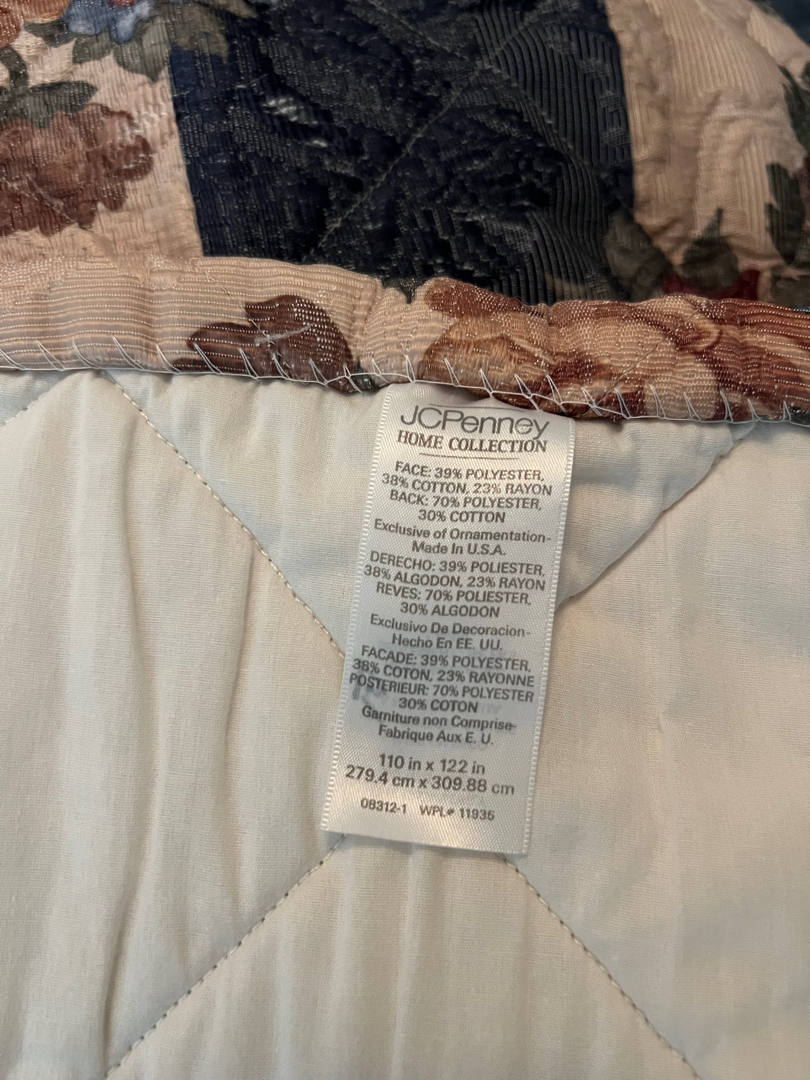 JCPenney
HOME COLLECTION
FACE: 39% POLYESTER,
38% COTTON, 23% RAYON
BACK: 70% POLYESTER,
30% COTTON
Exclusive of Ornamentation-
Made In U.S.A.
DERECHO: 39% POLIESTER,
38% ALGODON, 23% RAYON
REVES: 70% POLIESTER,
30% ALGODON
Exclusivo De Decoracion-
Hecho En EE. UU.
FACADE: 39% POLYESTER,
38% COTON, 23% RAYONNE
POSTERIEUR: 70% POLYESTER
30% COTON
Garniture non Comprise-
Fabrique Aux E. U.
110 in x 122 in
279.4 cm x 309.88 cm
08312-1 WPL# 11935